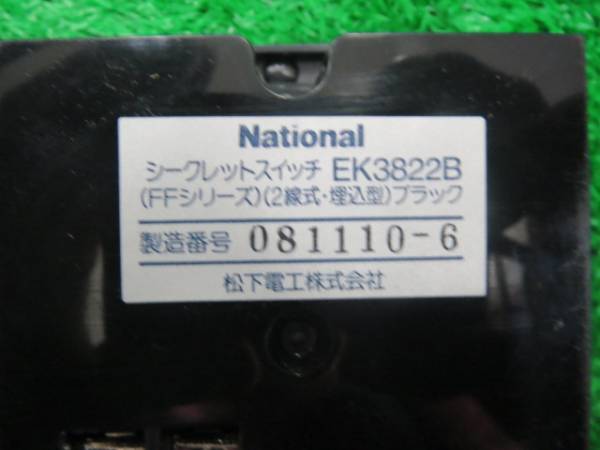 National
シークレットスイッチ EK3822B
(FFシリーズ)(2線式・埋込型)ブラック
製造番号 081110-6
松下電工株式会社